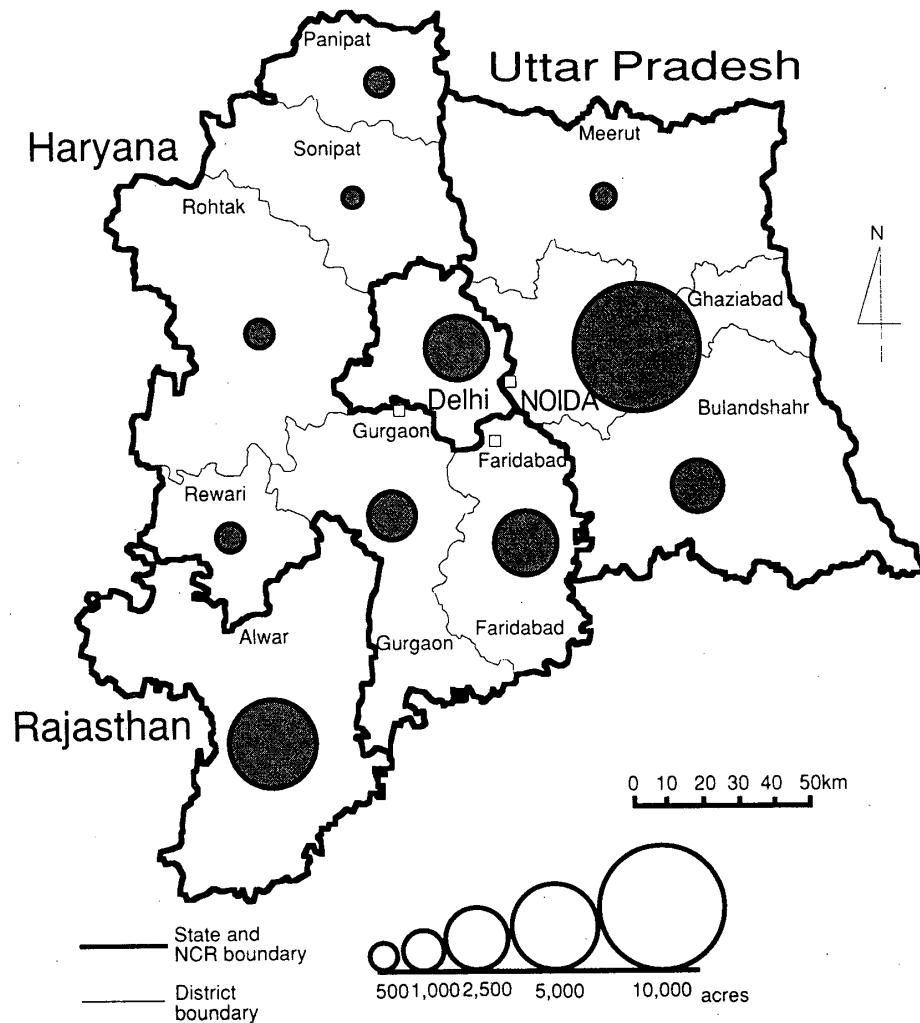 Panipat
Uttar Pradesh
Meerut
Haryana
Sonipat
Rohtak
N
Ghaziabad
Delhi
NOIDA
Bulandshahr
Gurgaon
Faridabad
Rewari
Alwar
Gurgaon
Faridabad
Rajasthan
0 10 20 30 40 50km
State and
NCR boundary
District
boundary
500 1,000 2,500 5,000 10,000 acres